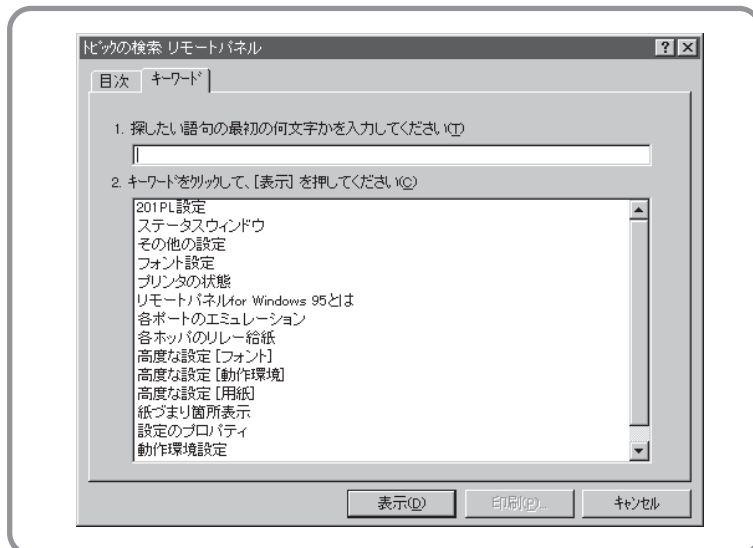 ﾄﾋﾟｯｸの検索 リモートパネル
目次 ｷｰﾜｰﾄﾞ
1. 探したい語句の最初の何文字かを入力してください(T)
2. ｷｰﾜｰﾄﾞをｸﾘｯｸして、[表示] を押してください(C)
201PL設定
ステータスウィンドウ
その他の設定
フォント設定
プリンタの状態
リモートパネルfor Windows 95とは
各ポートのエミュレーション
各ホッパのリレー給紙
高度な設定 [フォント]
高度な設定 [動作環境]
高度な設定 [用紙]
紙づまり箇所表示
設定のプロパティ
動作環境設定
表示(D) 印刷(P)... ｷｬﾝｾﾙ